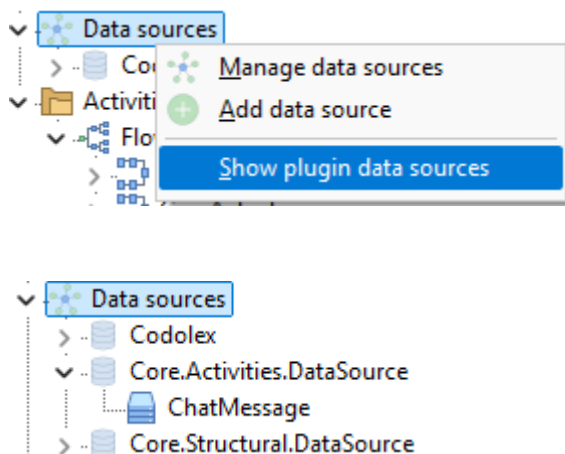 Data sources
Manage data sources
Add data source
Activiti
Flo
Show plugin data sources
Data sources
Codolex
Core.Activities.DataSource
ChatMessage
Core.Structural.DataSource